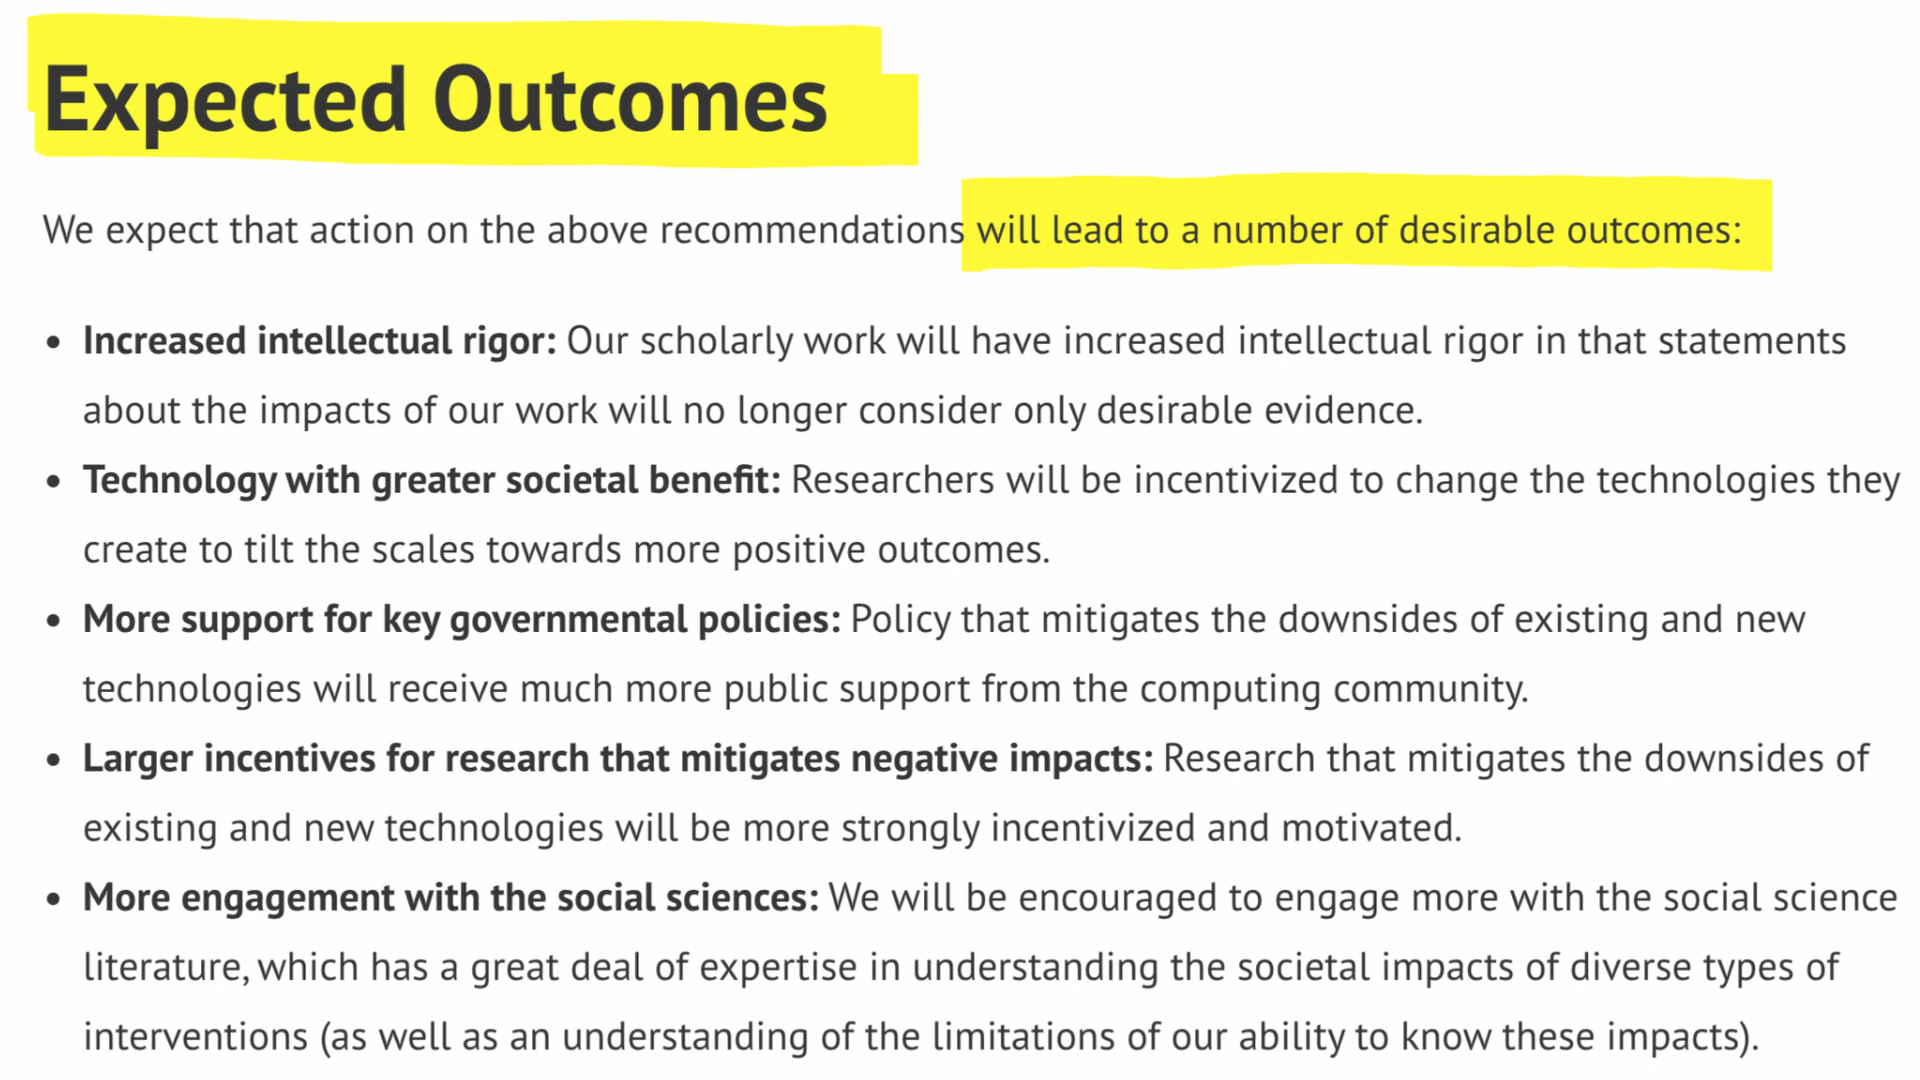 Expected Outcomes
We expect that action on the above recommendations will lead to a number of desirable outcomes:
• Increased intellectual rigor: Our scholarly work will have increased intellectual rigor in that statements
about the impacts of our work will no longer consider only desirable evidence.
• Technology with greater societal benefit: Researchers will be incentivized to change the technologies they
create to tilt the scales towards more positive outcomes.
• More support for key governmental policies: Policy that mitigates the downsides of existing and new
technologies will receive much more public support from the computing community.
• Larger incentives for research that mitigates negative impacts: Research that mitigates the downsides of
existing and new technologies will be more strongly incentivized and motivated.
• More engagement with the social sciences: We will be encouraged to engage more with the social science
literature, which has a great deal of expertise in understanding the societal impacts of diverse types of
interventions (as well as an understanding of the limitations of our ability to know these impacts).